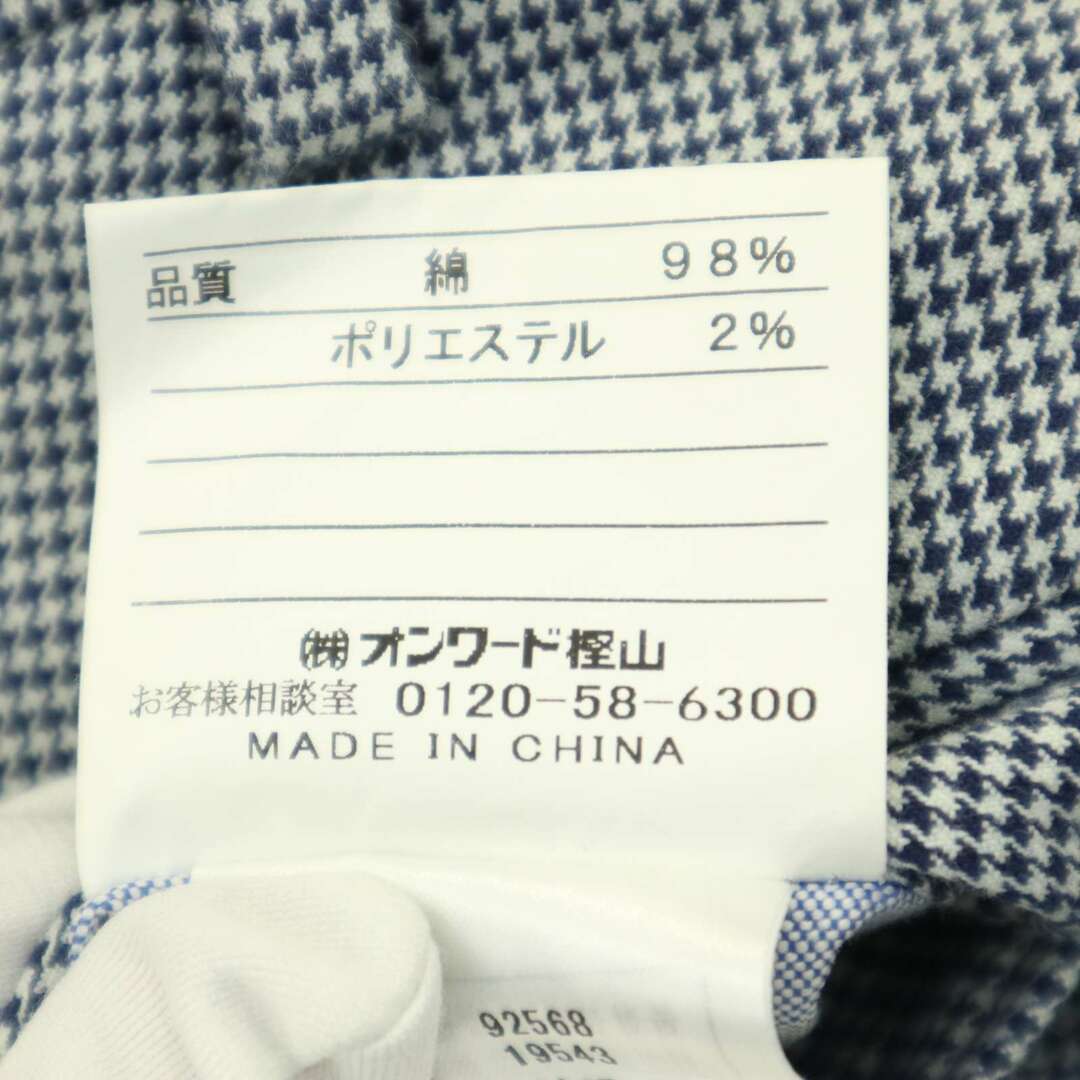 品質 綿 98%
ポリエステル 2%
㈱オンワード樫山
お客様相談室 0120-58-6300
MADE IN CHINA
92568
19543